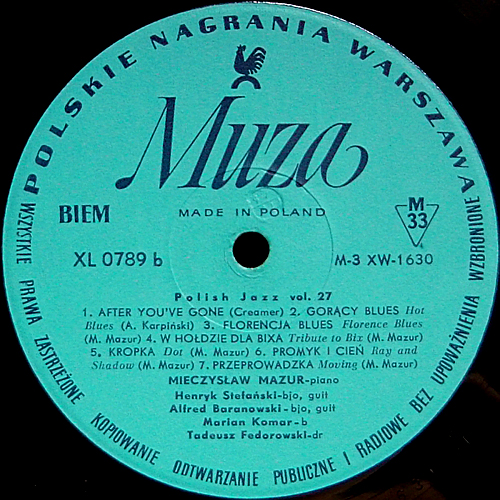 POLSKIE NAGRANIA WARSZAWA
Muza
MADE IN POLAND
BIEM
M
33
XL 0789 b
M-3 XW-1630
Polish Jazz vol. 27
1. AFTER YOU'VE GONE (Creamer) 2. GORĄCY BLUES Hot
Blues (A. Karpiński) 3. FLORENCJA BLUES Florence Blues
(M. Mazur) 4. W HOŁDZIE DLA BIXA Tribute to Bix (M. Mazur)
5. KROPKA Dot (M. Mazur) 6. PROMYK I CIEŃ Ray and
Shadow (M. Mazur) 7. PRZEPROWADZKA Moving (M. Mazur)
MIECZYSŁAW MAZUR-piano
Henryk Stefański-bjo, guit
Alfred Baranowski-bjo, guit
Marian Komar-b
Tadeusz Fedorowski-dr
WSZYSTKIE PRAWA ZASTRZEŻONE KOPIOWANIE ODTWARZANIE PUBLICZNE I RADIOWE BEZ UPOWAŻNIENIA WZBRONIONE